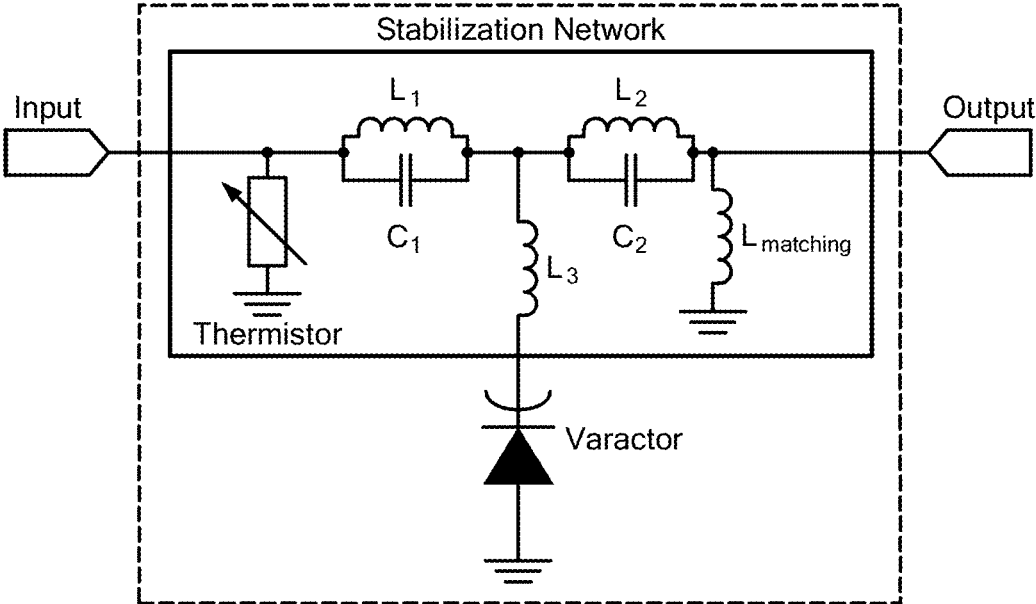 Stabilization Network
Input
L1
L2
Output
C1
C2
Lmatching
L3
Thermistor
Varactor